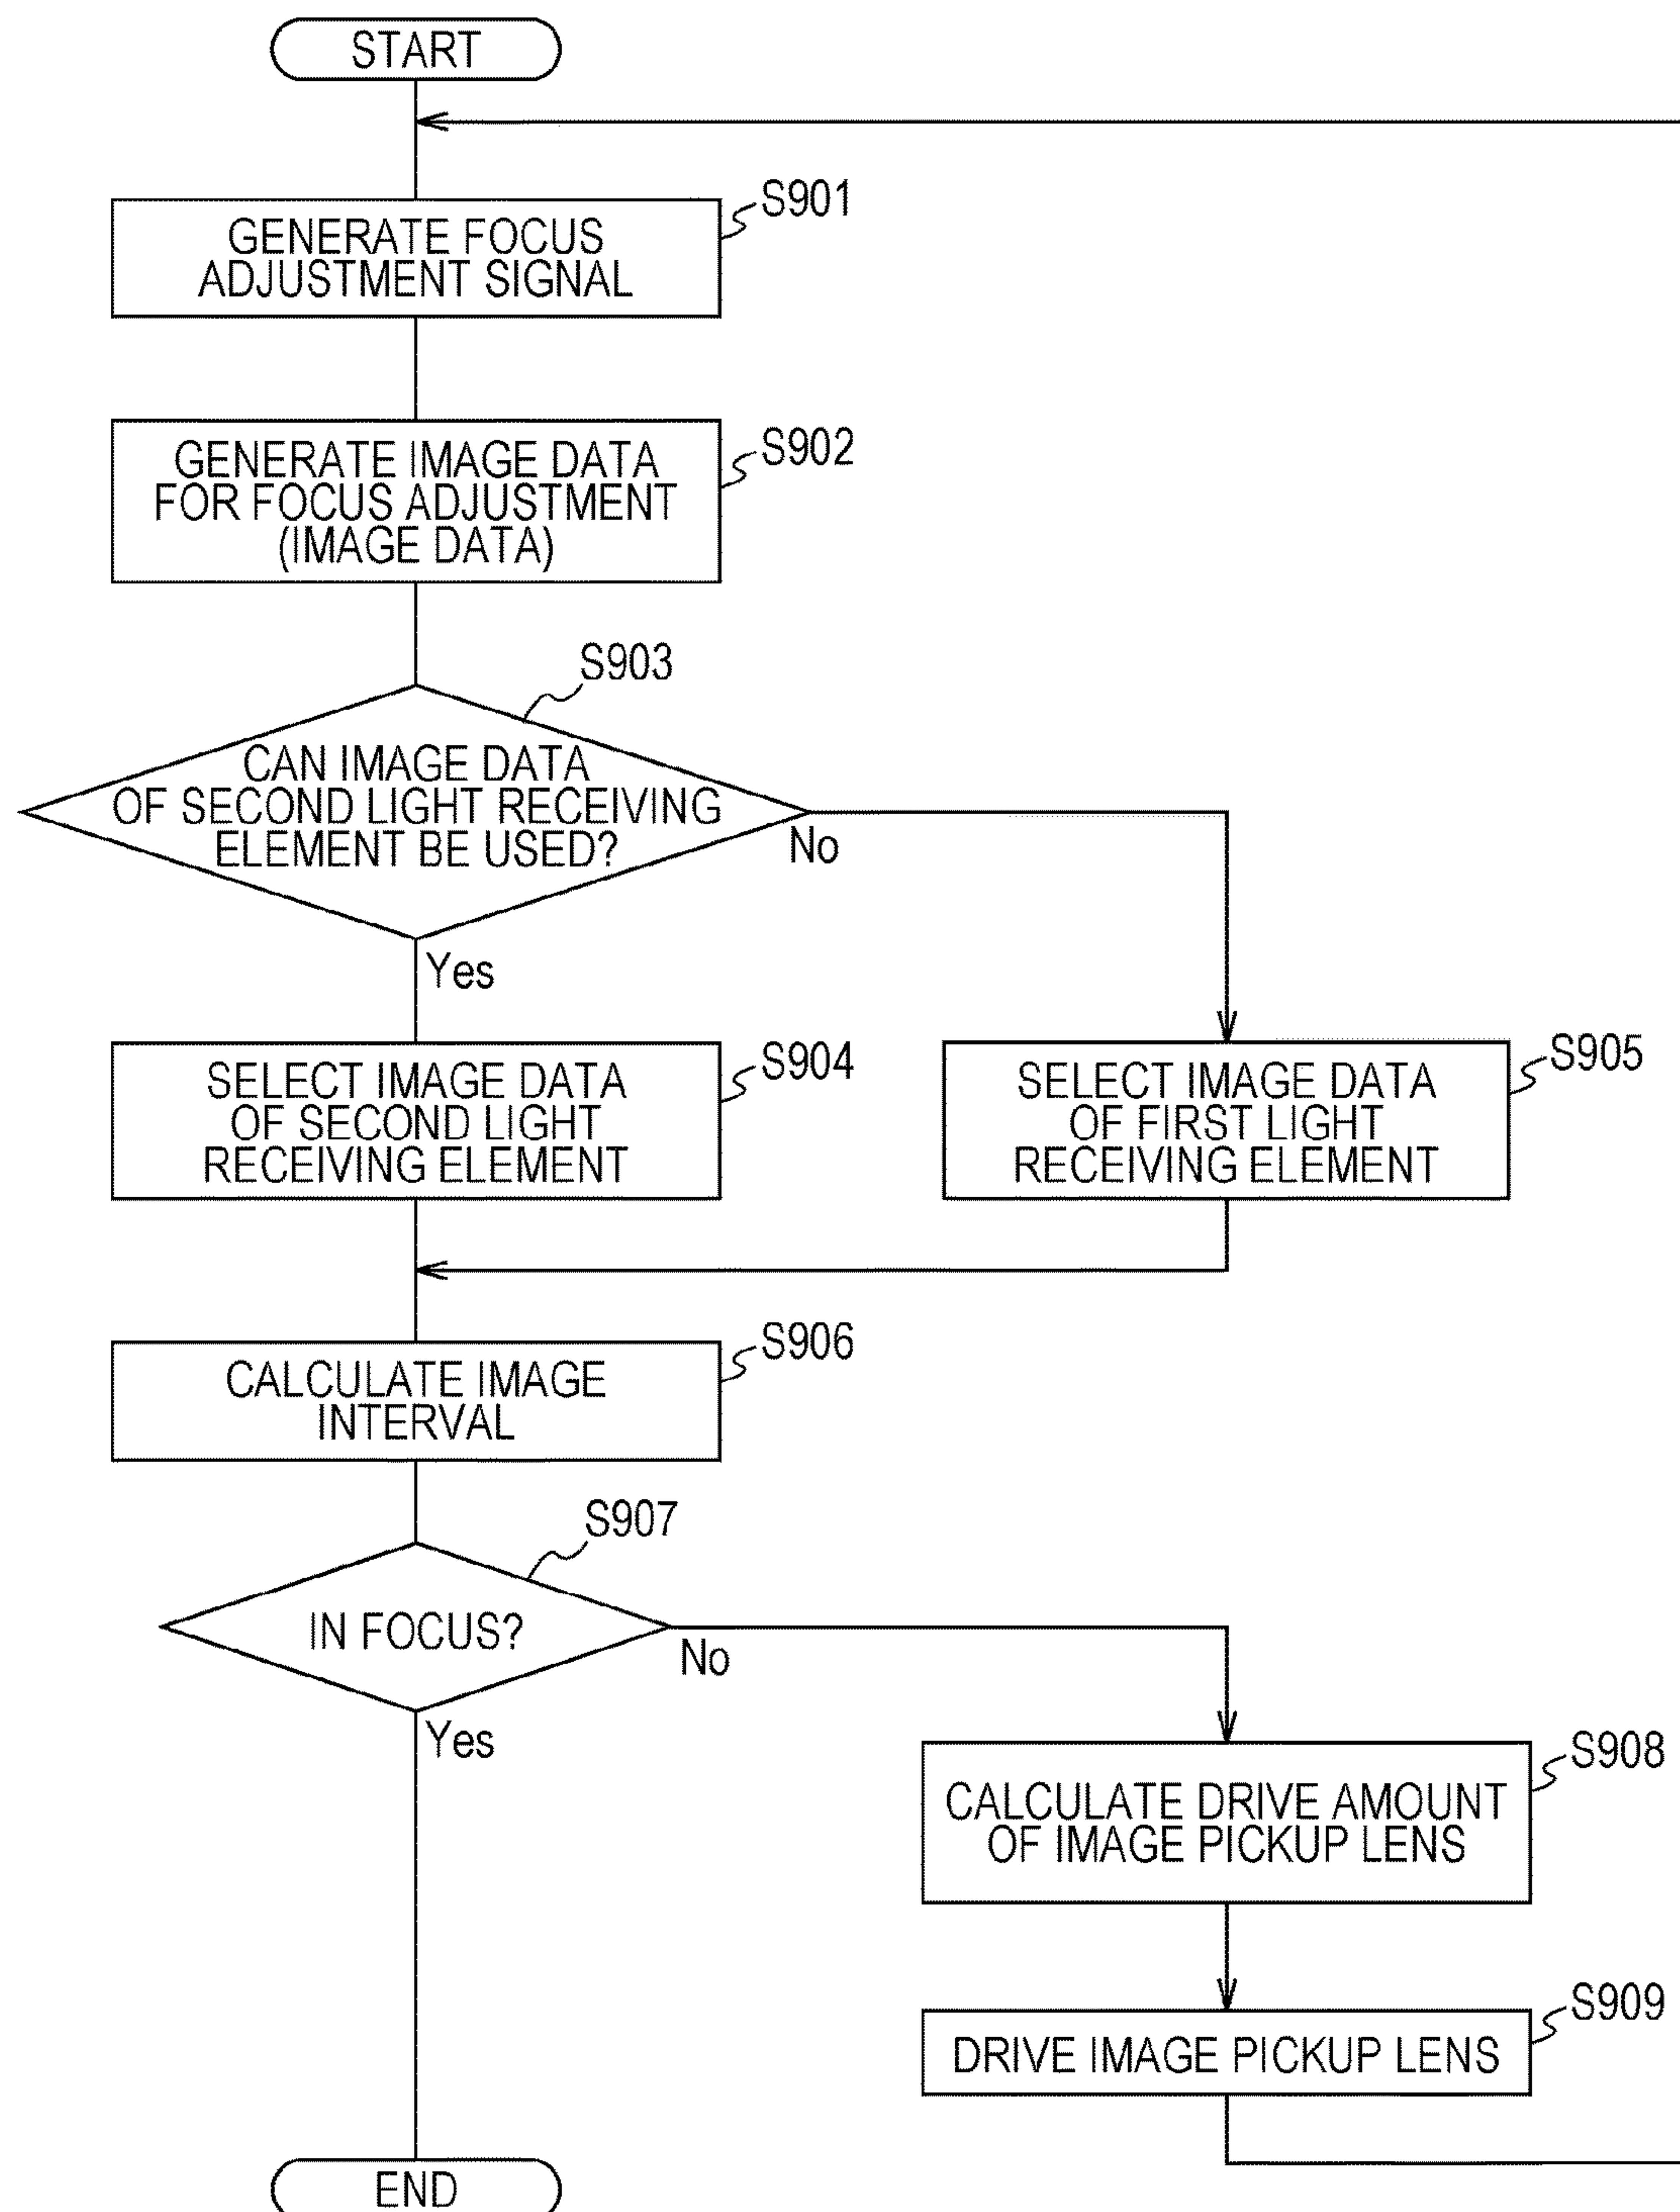 START
S901
GENERATE FOCUS
ADJUSTMENT SIGNAL
S902
GENERATE IMAGE DATA
FOR FOCUS ADJUSTMENT
(IMAGE DATA)
S903
CAN IMAGE DATA
OF SECOND LIGHT RECEIVING
ELEMENT BE USED?
No
Yes
S904
SELECT IMAGE DATA
OF SECOND LIGHT
RECEIVING ELEMENT
S905
SELECT IMAGE DATA
OF FIRST LIGHT
RECEIVING ELEMENT
S906
CALCULATE IMAGE
INTERVAL
S907
IN FOCUS?
No
Yes
S908
CALCULATE DRIVE AMOUNT
OF IMAGE PICKUP LENS
S909
DRIVE IMAGE PICKUP LENS
END